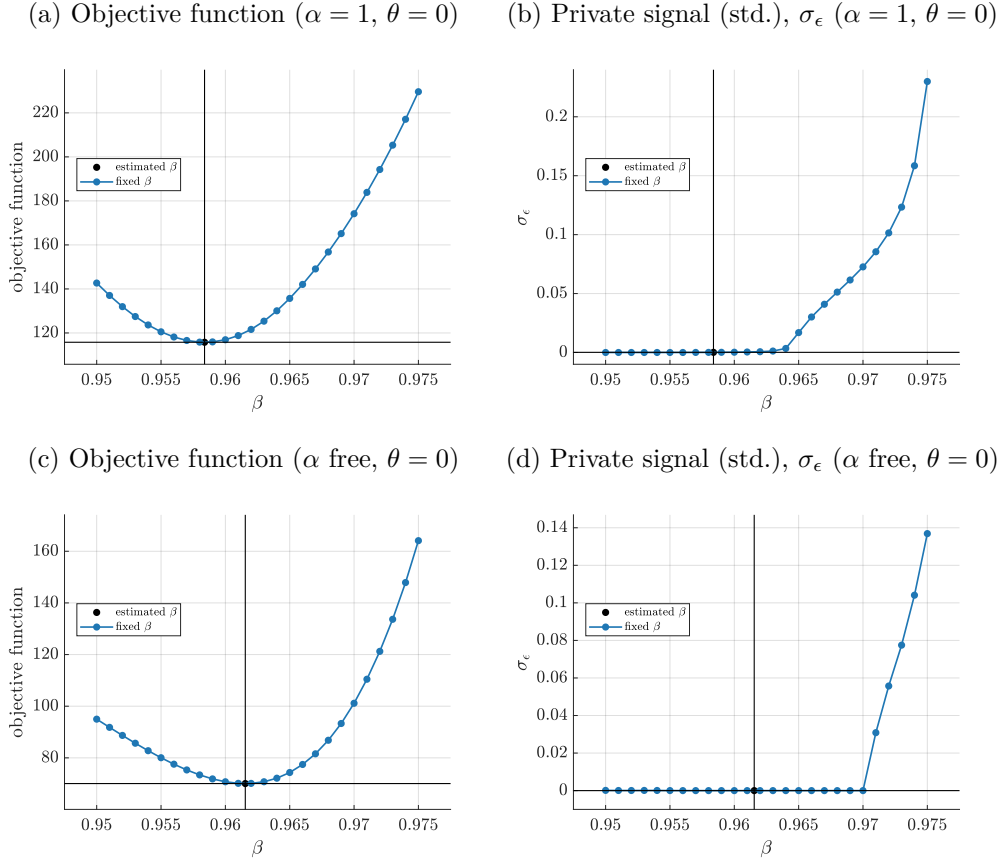 (a) Objective function (α = 1, θ = 0)
objective function
220
200
180
160
140
120
estimated β
fixed β
0.95 0.955 0.96 0.965 0.97 0.975
β
(b) Private signal (std.), σϵ (α = 1, θ = 0)
σϵ
0.2
0.15
0.1
0.05
0
estimated β
fixed β
0.95 0.955 0.96 0.965 0.97 0.975
β
(c) Objective function (α free, θ = 0)
objective function
160
140
120
100
80
estimated β
fixed β
0.95 0.955 0.96 0.965 0.97 0.975
β
(d) Private signal (std.), σϵ (α free, θ = 0)
σϵ
0.14
0.12
0.1
0.08
0.06
0.04
0.02
0
estimated β
fixed β
0.95 0.955 0.96 0.965 0.97 0.975
β